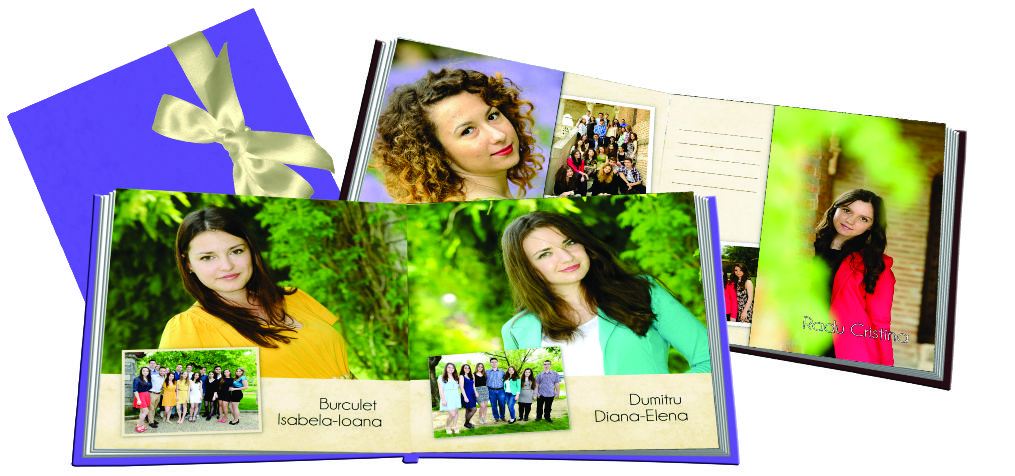 Radu Cristina
Burculet
Isabela-Ioana
Dumitru
Diana-Elena